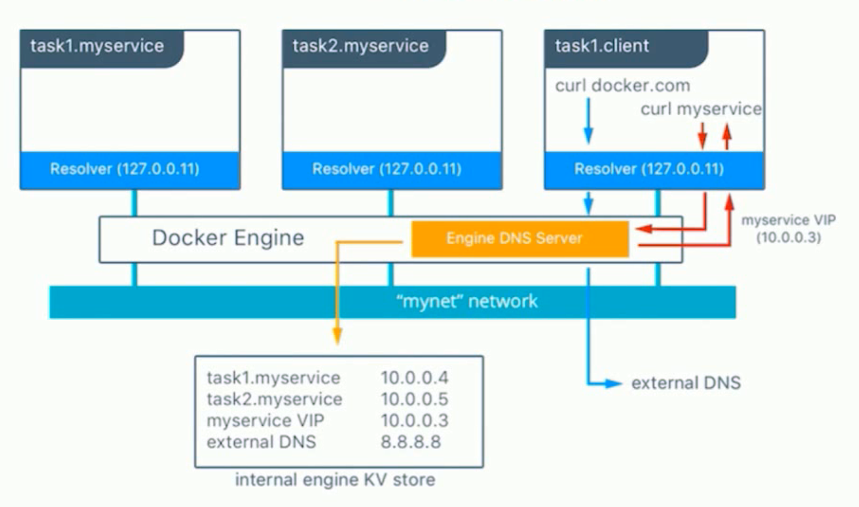 task1.myservice
task2.myservice
task1.client
curl docker.com
curl myservice
Resolver (127.0.0.11)
Resolver (127.0.0.11)
Resolver (127.0.0.11)
myservice VIP
(10.0.0.3)
Docker Engine
Engine DNS Server
“mynet” network
task1.myservice 10.0.0.4
task2.myservice 10.0.0.5
myservice VIP 10.0.0.3
external DNS 8.8.8.8
external DNS
internal engine KV store